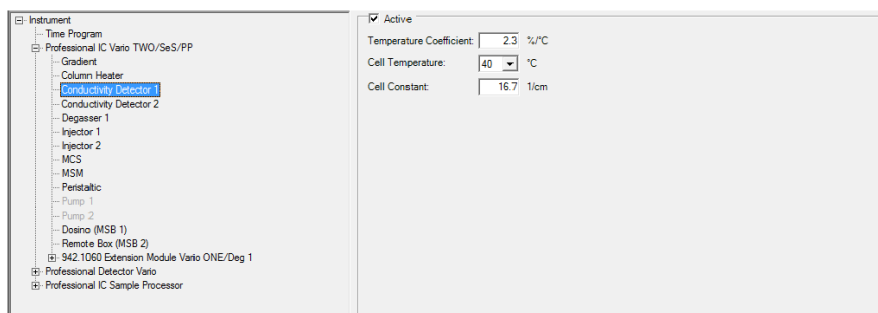 Instrument
Time Program
Professional IC Vario TWO/SeS/PP
Gradient
Column Heater
Conductivity Detector 1
Conductivity Detector 2
Degasser 1
Injector 1
Injector 2
MCS
MSM
Peristaltic
Pump 1
Pump 2
Dosino (MSB 1)
Remote Box (MSB 2)
942.1060 Extension Module Vario ONE/Deg 1
Professional Detector Vario
Professional IC Sample Processor
Active
Temperature Coefficient: 2.3 %/°C
Cell Temperature: 40 °C
Cell Constant: 16.7 1/cm